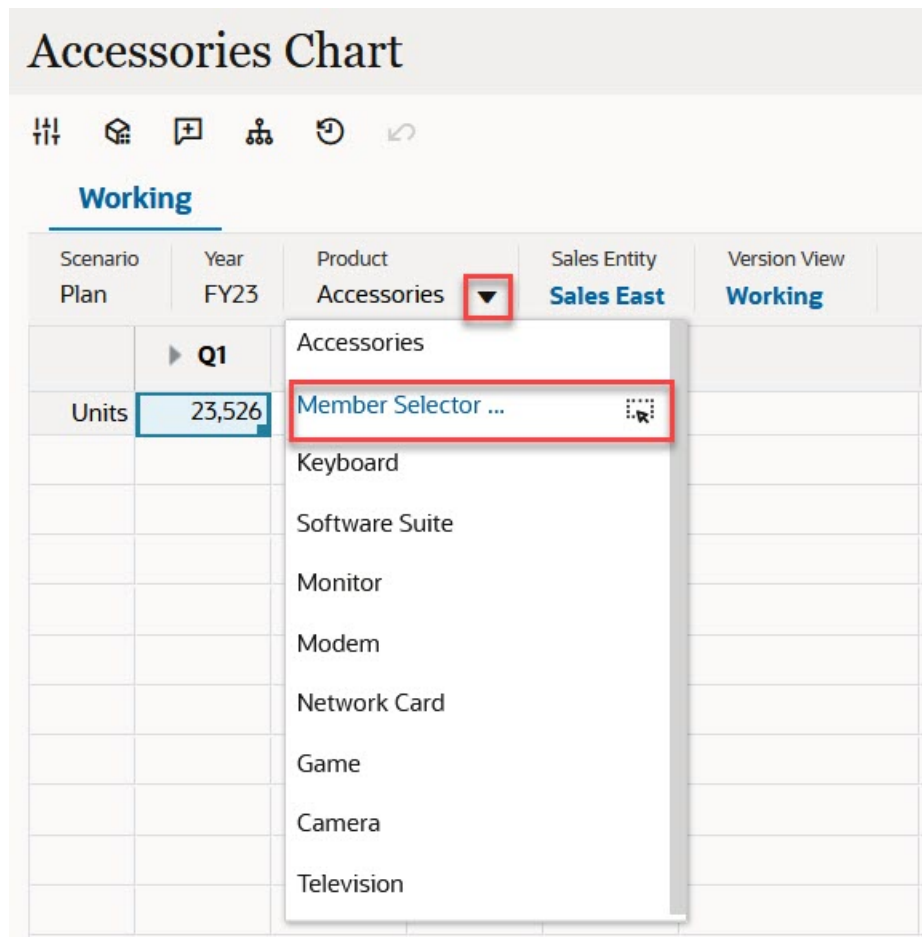 Accessories Chart
Working
Scenario Year Product Sales Entity Version View
Plan FY23 Accessories Sales East Working
Q1 Accessories
Units 23,526 Member Selector ...
Keyboard
Software Suite
Monitor
Modem
Network Card
Game
Camera
Television